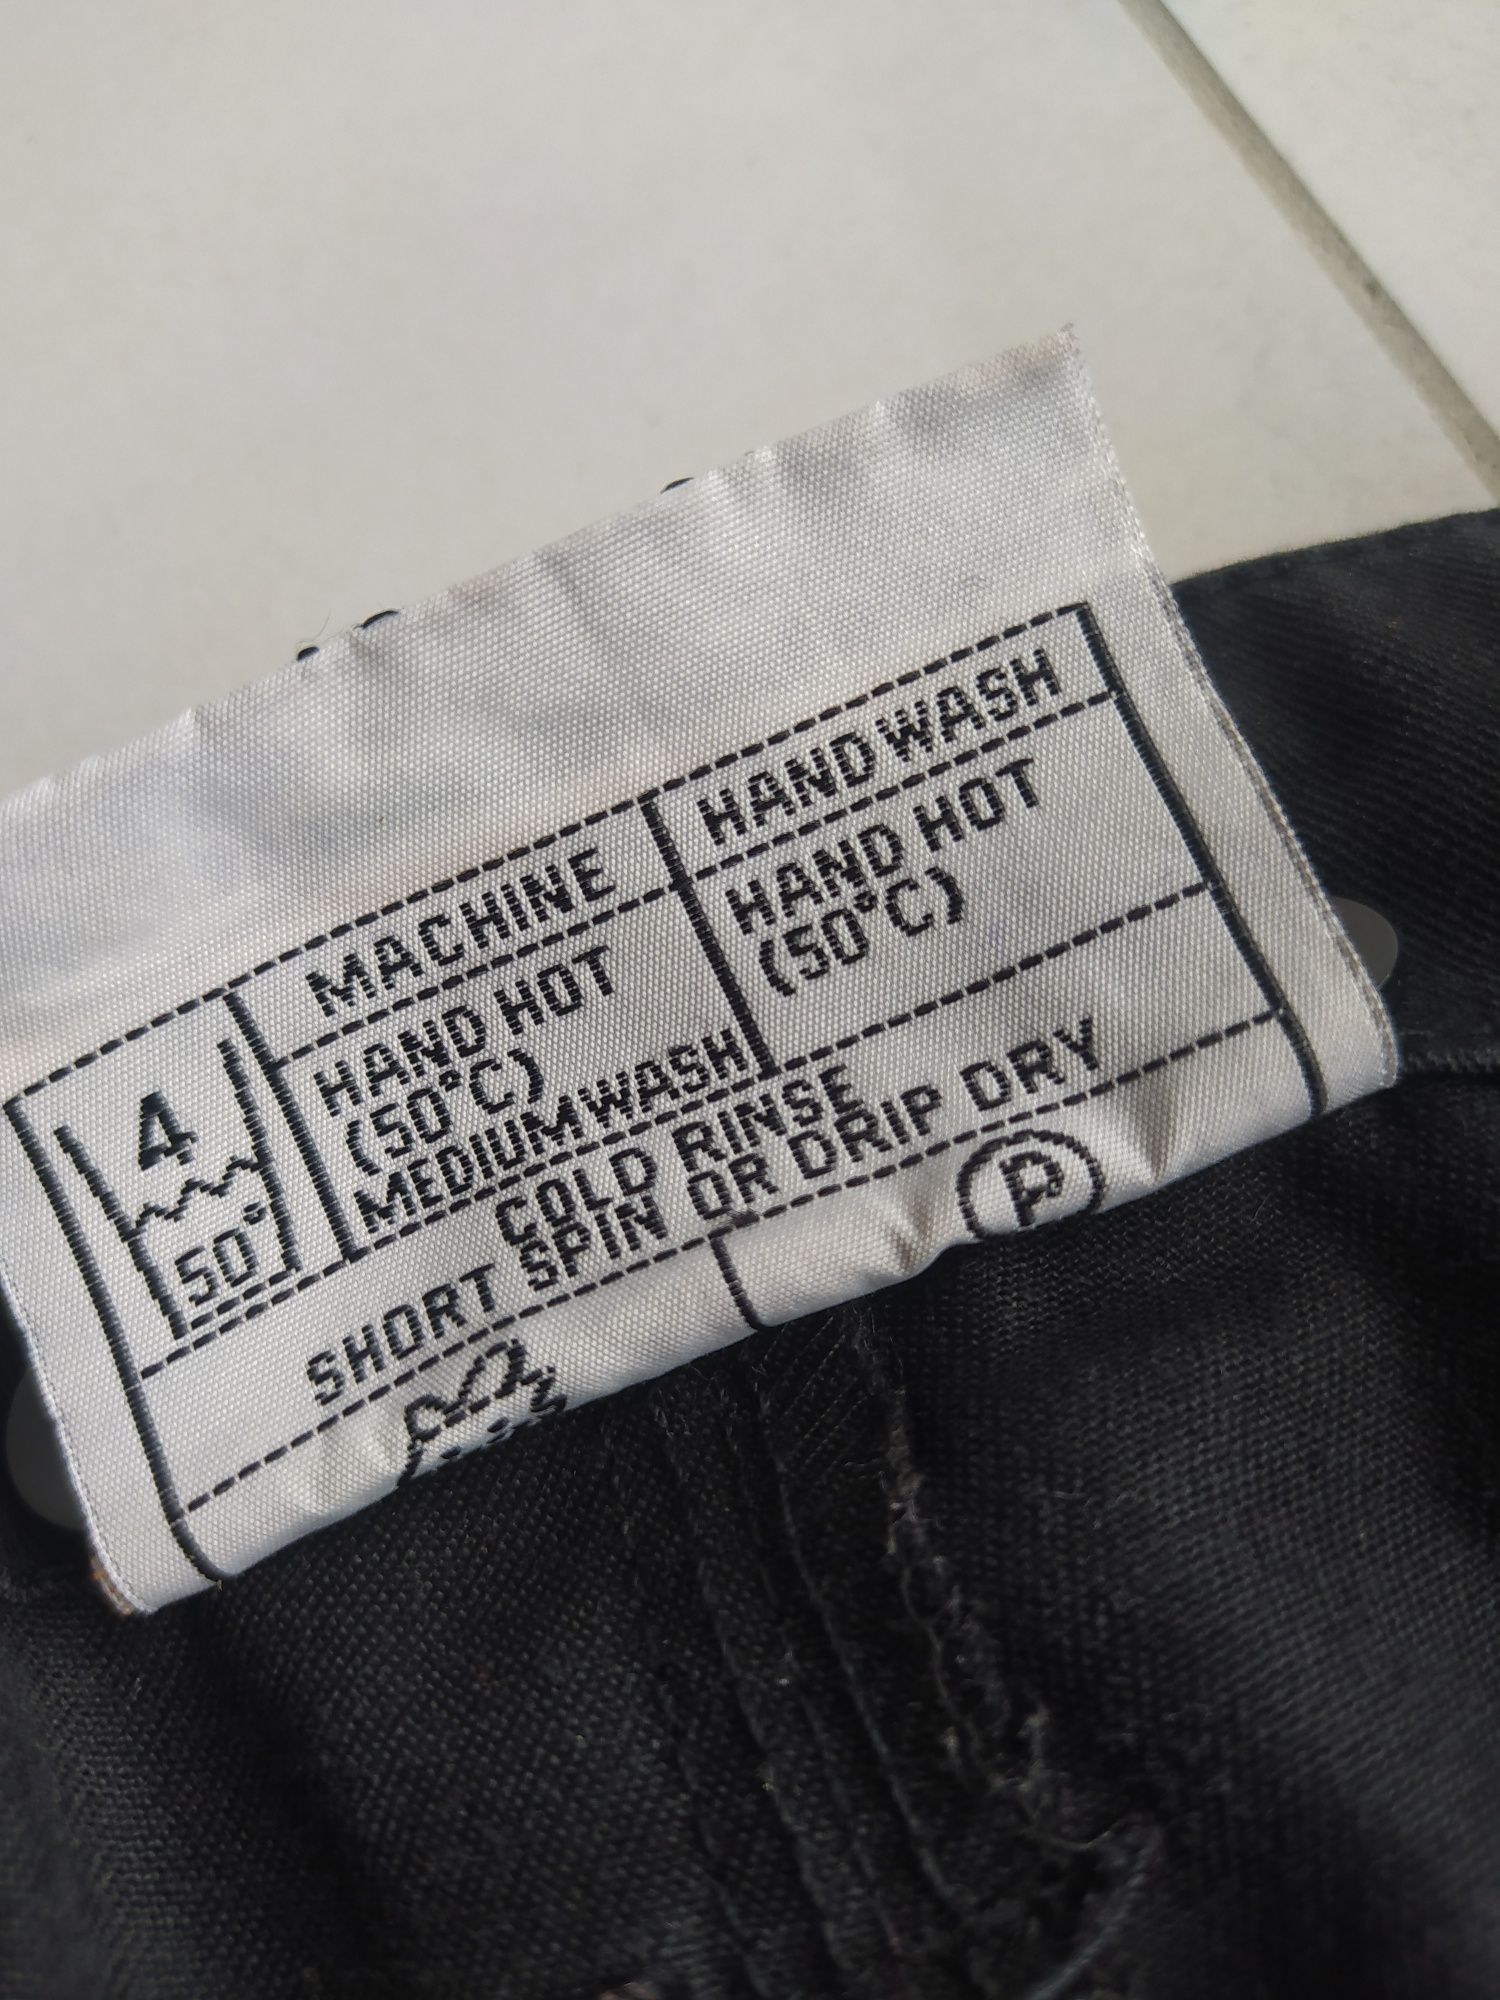 4
50°
MACHINE
HAND HOT
(50°C)
MEDIUM WASH
HAND WASH
HAND HOT
(50°C)
COLD RINSE
SHORT SPIN OR DRIP DRY
P